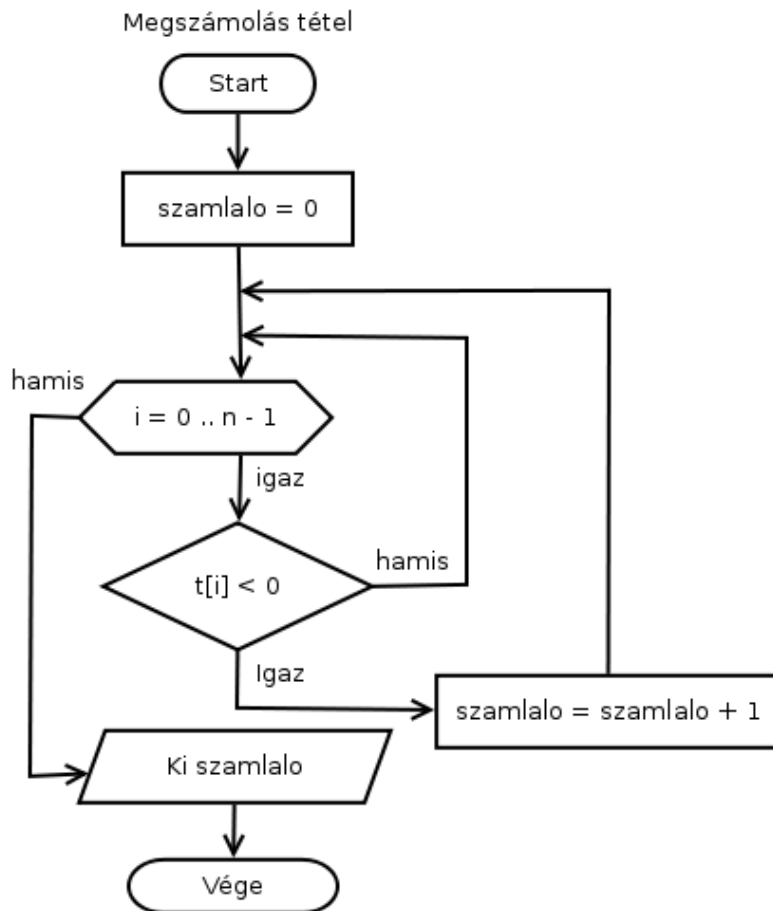 Megszámolás tétel
Start
szamlalo = 0
hamis
i = 0 .. n - 1
igaz
t[i] < 0
hamis
Igaz
szamlalo = szamlalo + 1
Ki szamlalo
Vége